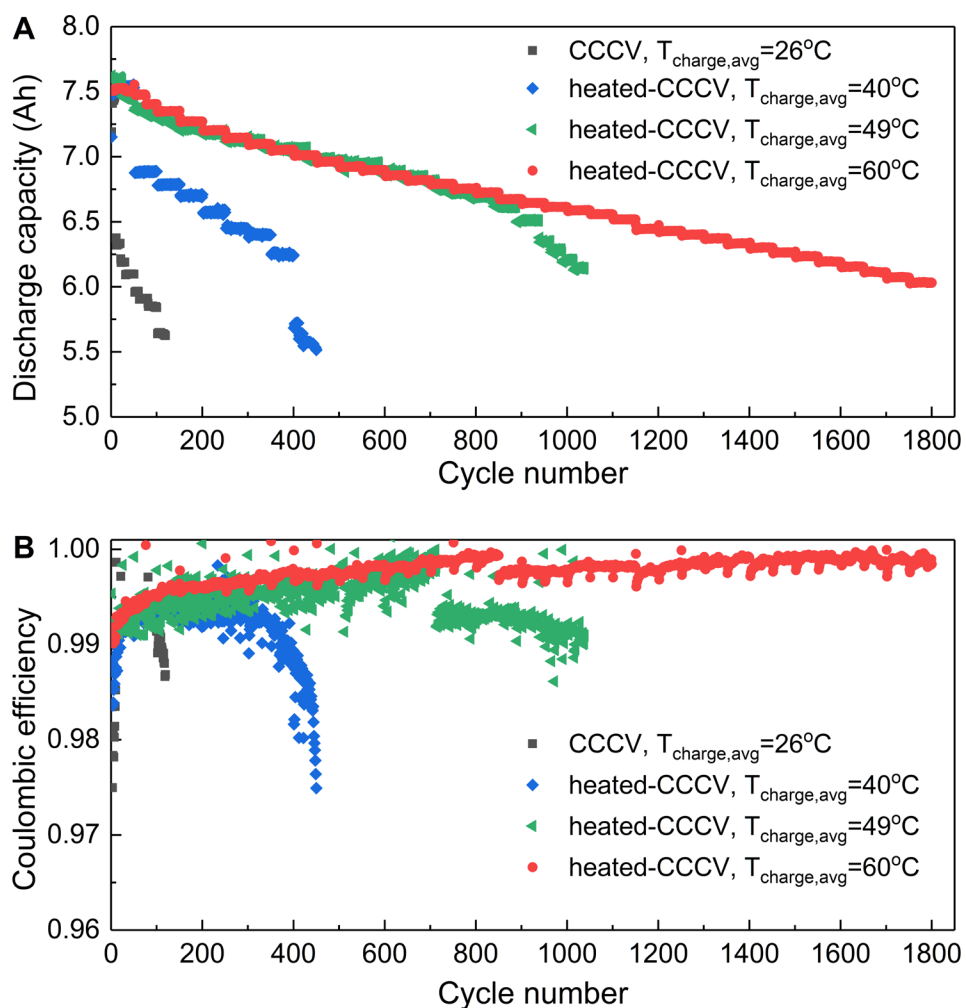 A
8.0
7.5
7.0
6.5
6.0
5.5
5.0
Discharge capacity (Ah)
CCCV, Tcharge,avg=26°C
heated-CCCV, Tcharge,avg=40°C
heated-CCCV, Tcharge,avg=49°C
heated-CCCV, Tcharge,avg=60°C
0 200 400 600 800 1000 1200 1400 1600 1800
Cycle number
B
1.00
0.99
0.98
0.97
0.96
Coulombic efficiency
CCCV, Tcharge,avg=26°C
heated-CCCV, Tcharge,avg=40°C
heated-CCCV, Tcharge,avg=49°C
heated-CCCV, Tcharge,avg=60°C
0 200 400 600 800 1000 1200 1400 1600 1800
Cycle number